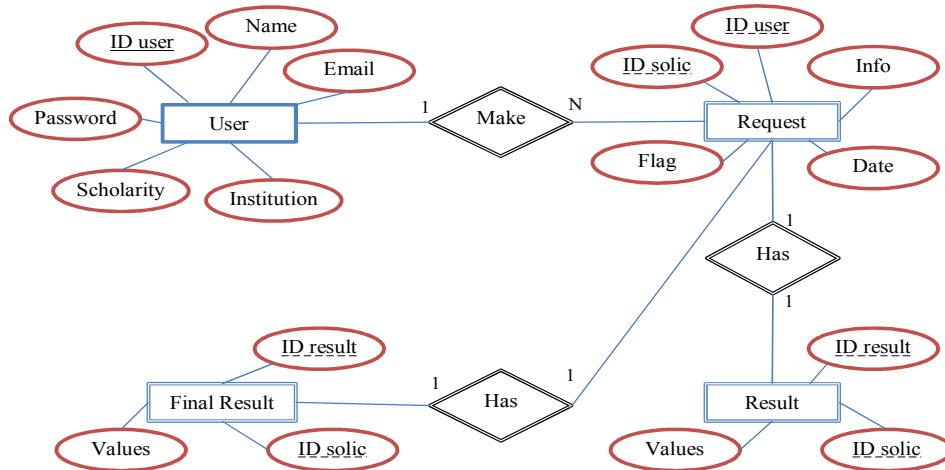 Name
ID user
ID user
Email
ID solic
Info
Password
User
1
Make
N
Request
Scholarity
Institution
Flag
Date
1
Has
1
ID result
ID result
1
1
Final Result
Has
Result
Values
ID solic
Values
ID solic